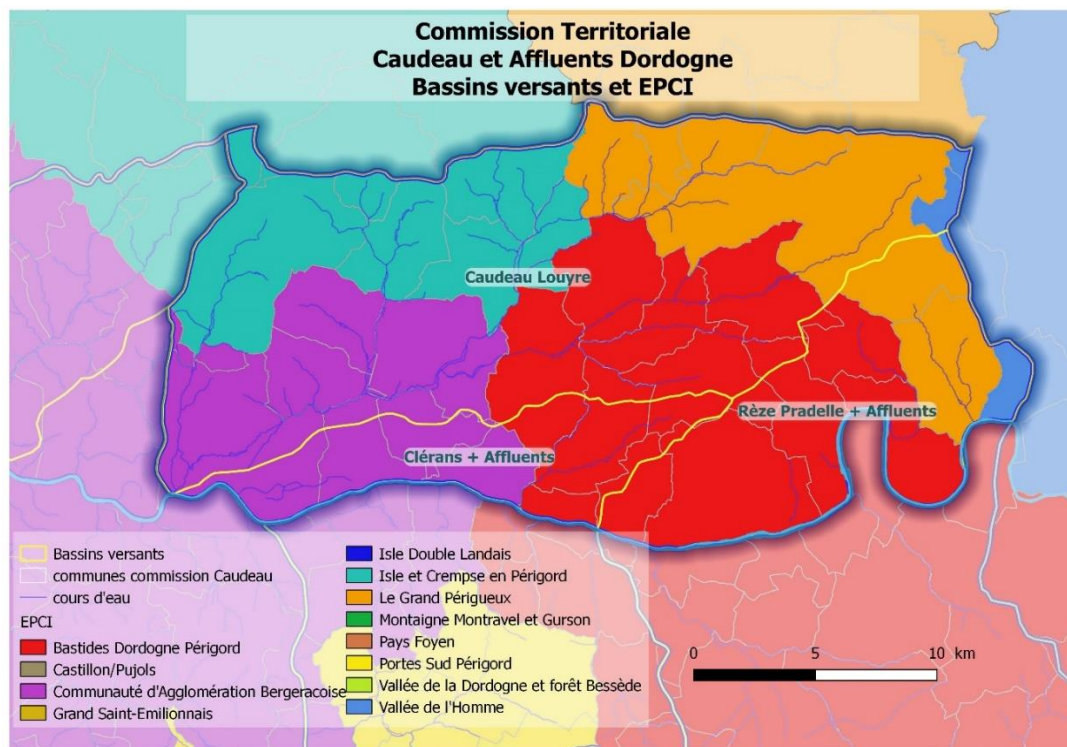 Commission Territoriale
Caudeau et Affluents Dordogne
Bassins versants et EPCI
Caudeau Louyre
Rèze Pradelle + Affluents
Clérans + Affluents
Bassins versants
communes commission Caudeau
cours d'eau
EPCI
Bastides Dordogne Périgord
Castillon/Pujols
Communauté d'Agglomération Bergeracoise
Grand Saint-Emilionnais
Isle Double Landais
Isle et Crempse en Périgord
Le Grand Périgueux
Montaigne Montravel et Gurson
Pays Foyen
Portes Sud Périgord
Vallée de la Dordogne et forêt Bessède
Vallée de l'Homme
0 5 10 km